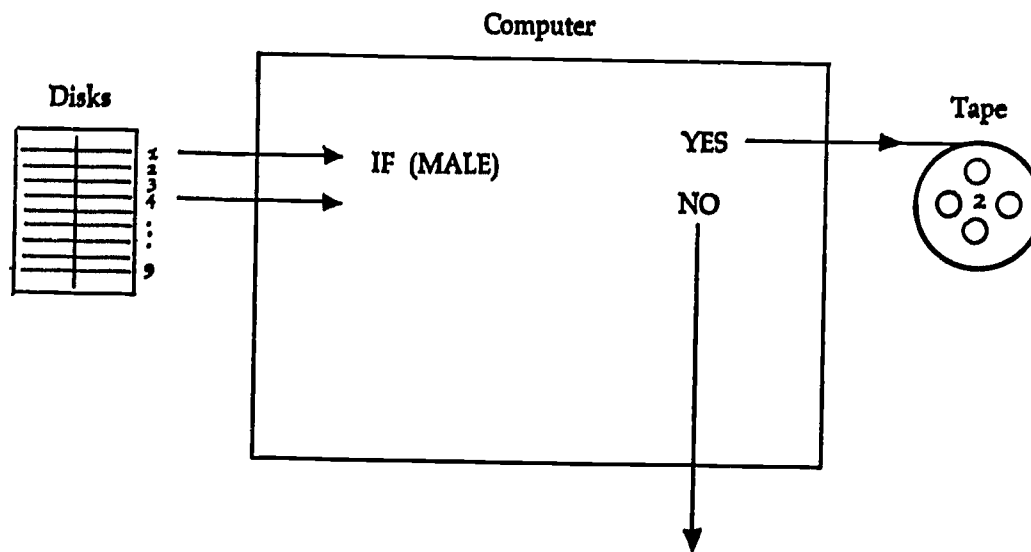 Computer
Disks
Tape
1
2
3
4
9
IF (MALE)
YES
NO
2